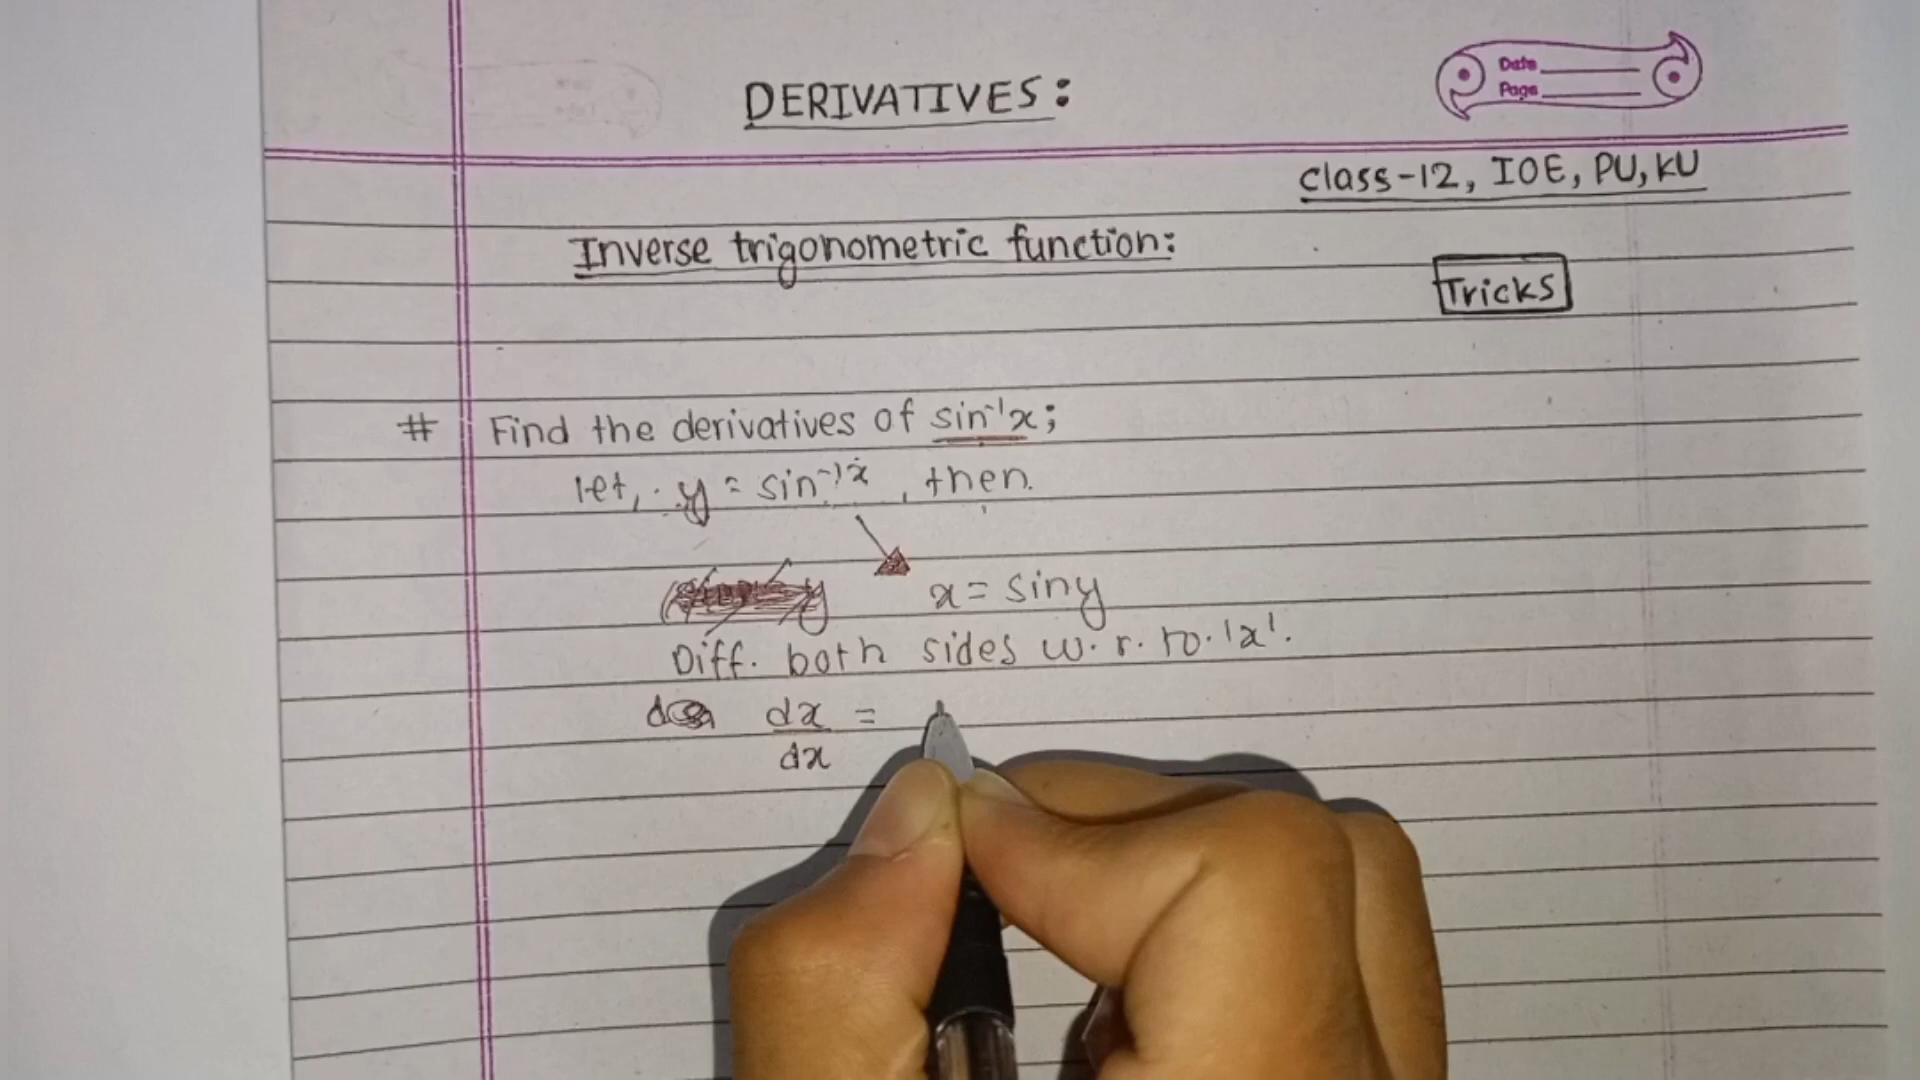 DERIVATIVES:
Date
Page
class-12, IOE, PU, KU
Inverse trigonometric function:
Tricks
# Find the derivatives of sin⁻¹x;
let, y = sin⁻¹x, then.
x = siny
Diff. both sides w.r.to.'x'.
dx =
dx